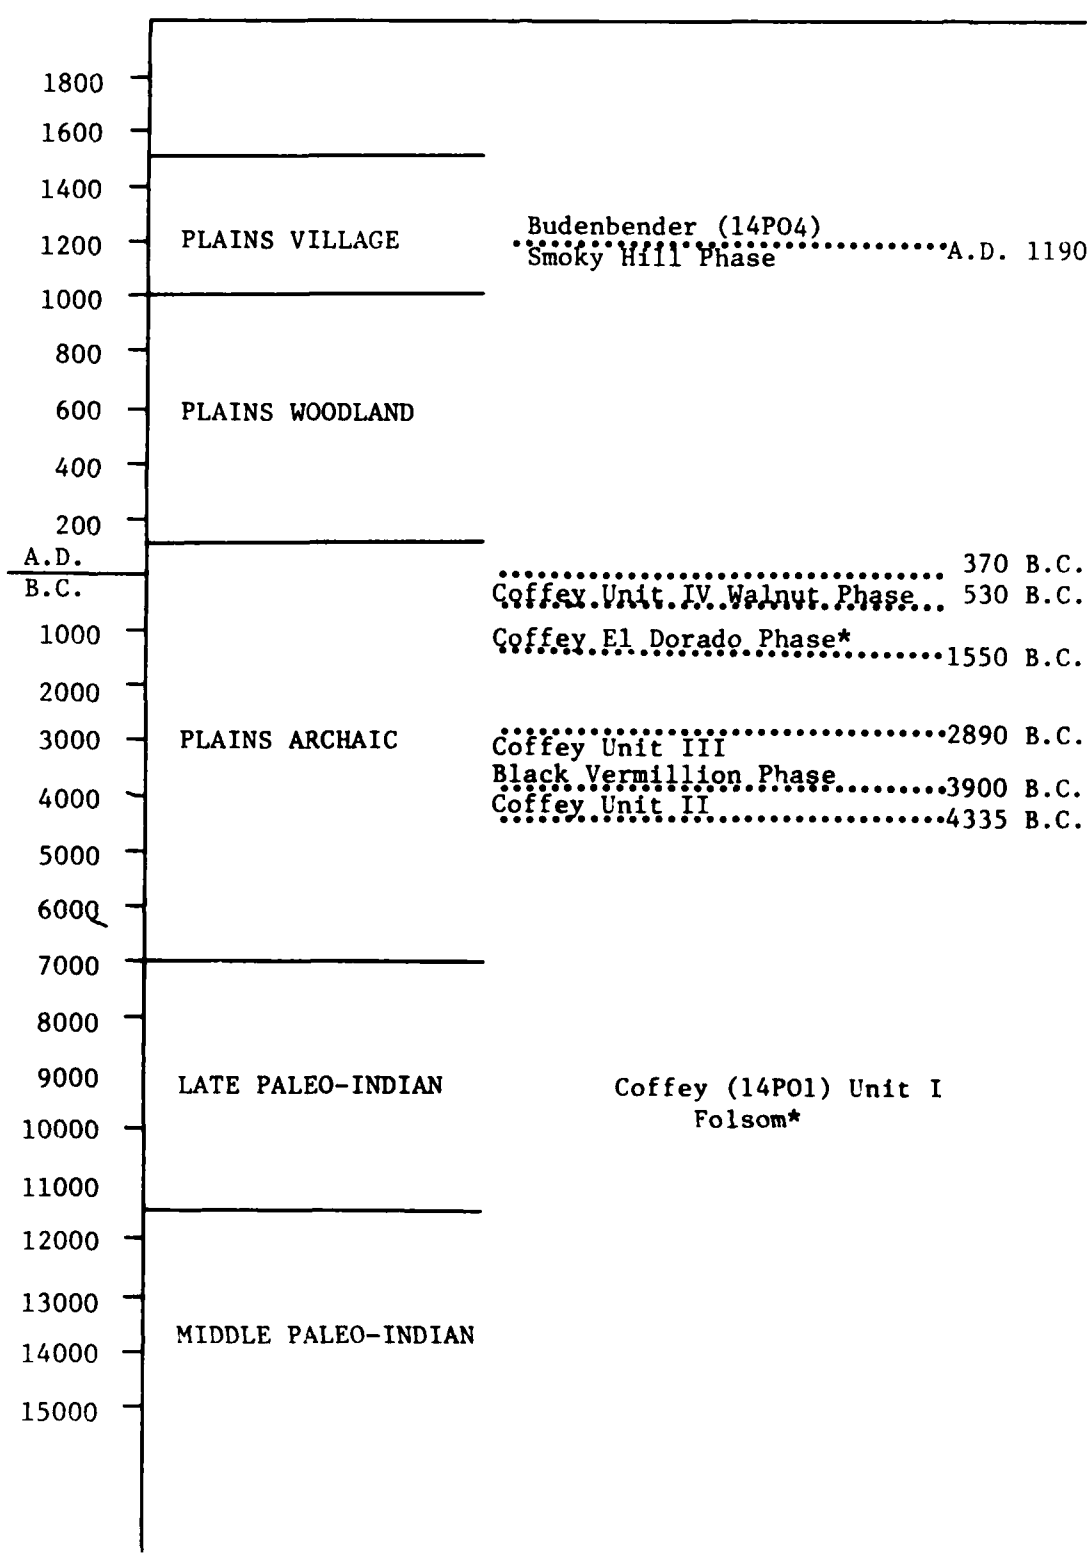 1800
1600
1400
Budenbender (14PO4)
1200 PLAINS VILLAGE A.D. 1190
Smoky Hill Phase
1000
800
600 PLAINS WOODLAND
400
200
A.D.
370 B.C.
B.C.
Coffey Unit IV Walnut Phase 530 B.C.
1000 Coffey El Dorado Phase*
1550 B.C.
2000
3000 PLAINS ARCHAIC 2890 B.C.
Coffey Unit III
Black Vermillion Phase
3900 B.C.
4000 Coffey Unit II
4335 B.C.
5000
6000
7000
8000
9000 LATE PALEO-INDIAN Coffey (14PO1) Unit I
Folsom*
10000
11000
12000
13000
MIDDLE PALEO-INDIAN
14000
15000